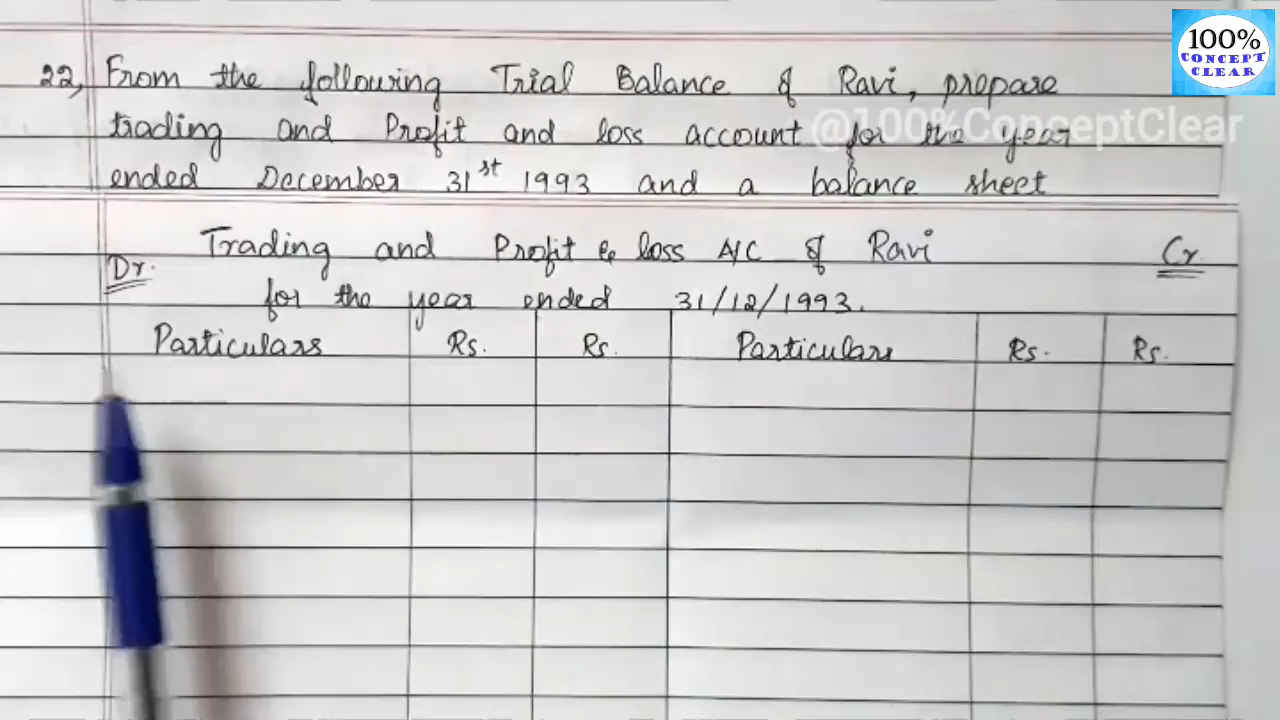 100%
CONCEPT
CLEAR
22, From the following Trial Balance of Ravi, prepare
trading and Profit and loss account for the year
@100%ConceptClear
ended December 31st 1993 and a balance sheet
Trading and Profit & loss A/C of Ravi
Dr. Cr.
for the year ended 31/12/1993.
Particulars Rs. Rs. Particulars Rs. Rs.